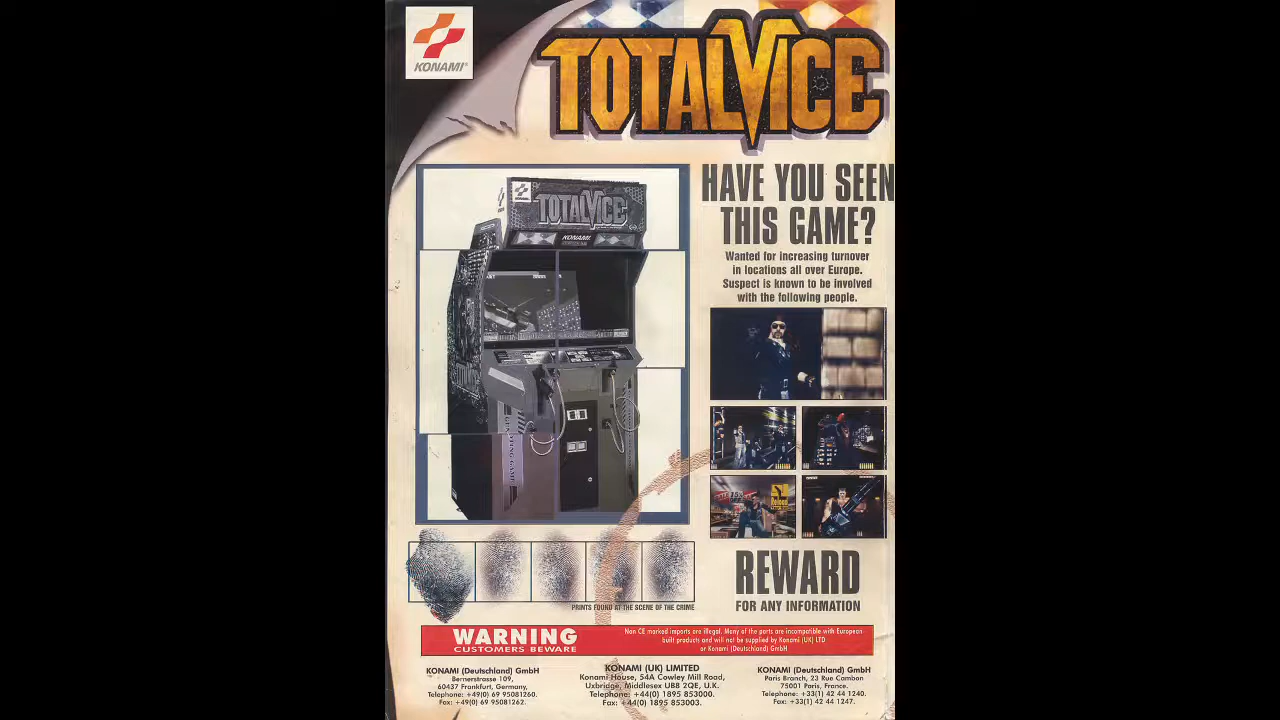 KONAMI®
TOTALVICE
TOTALVICE
KONAMI
HAVE YOU SEEN
THIS GAME?
Wanted for increasing turnover
in locations all over Europe.
Suspect is known to be involved
with the following people.
SALE 15%
OFF
Reload
REWARD
FOR ANY INFORMATION
PRINTS FOUND AT THE SCENE OF THE CRIME
WARNING
CUSTOMERS BEWARE
Non CE marked imports are illegal. Many of the parts are incompatible with European
built products and will not be supplied by Konami (UK) LTD
or Konami (Deutschland) GmbH
KONAMI (Deutschland) GmbH
Bernerstrasse 109,
60437 Frankfurt, Germany,
Telephone: +49(0) 69 95081260.
Fax: +49(0) 69 95081262.
KONAMI (UK) LIMITED
Konami House, 54A Cowley Mill Road,
Uxbridge, Middlesex UB8 2QE, U.K.
Telephone: +44(0) 1895 853000.
Fax: +44(0) 1895 853003.
KONAMI (Deutschland) GmbH
Paris Branch, 23 Rue Cambon
75001 Paris, France.
Telephone: +33(1) 42 44 1240.
Fax: +33(1) 42 44 1247.